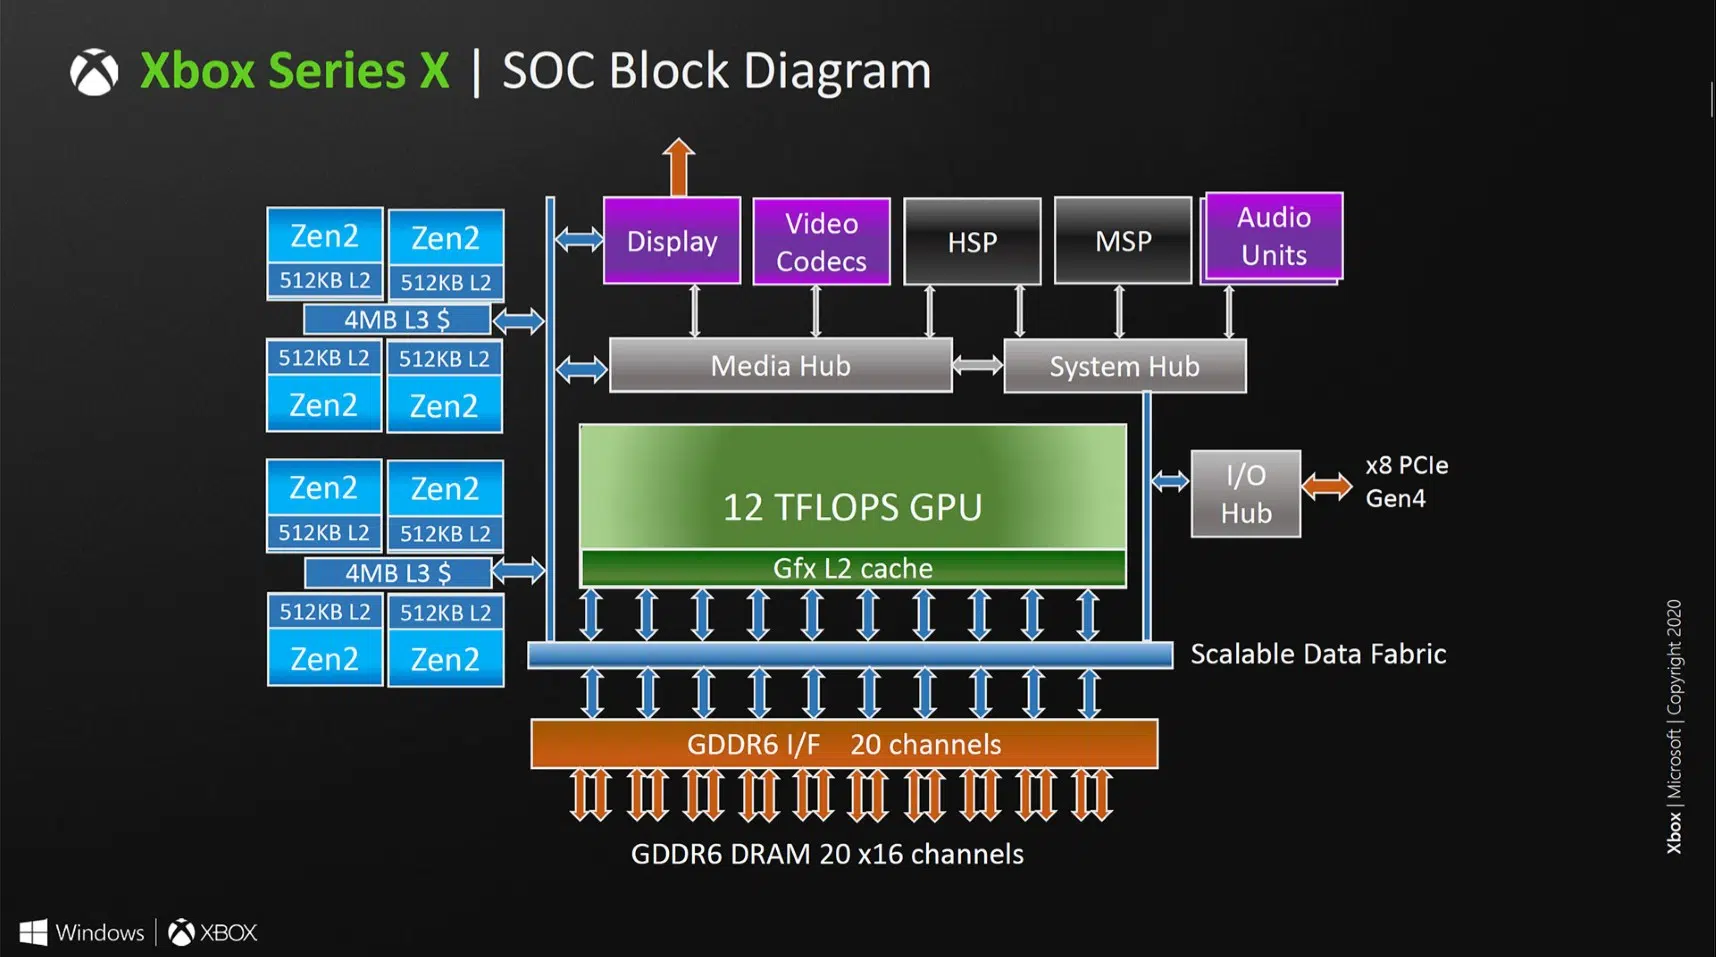 Xbox Series X | SOC Block Diagram
Display
Video
Codecs
HSP
MSP
Audio
Units
Zen2
Zen2
512KB L2
512KB L2
4MB L3 $
512KB L2
512KB L2
Zen2
Zen2
Media Hub
System Hub
Zen2
Zen2
512KB L2
512KB L2
4MB L3 $
512KB L2
512KB L2
Zen2
Zen2
12 TFLOPS GPU
Gfx L2 cache
I/O
Hub
x8 PCIe
Gen4
Scalable Data Fabric
GDDR6 I/F 20 channels
GDDR6 DRAM 20 x16 channels
Xbox | Microsoft | Copyright 2020
Windows | XBOX